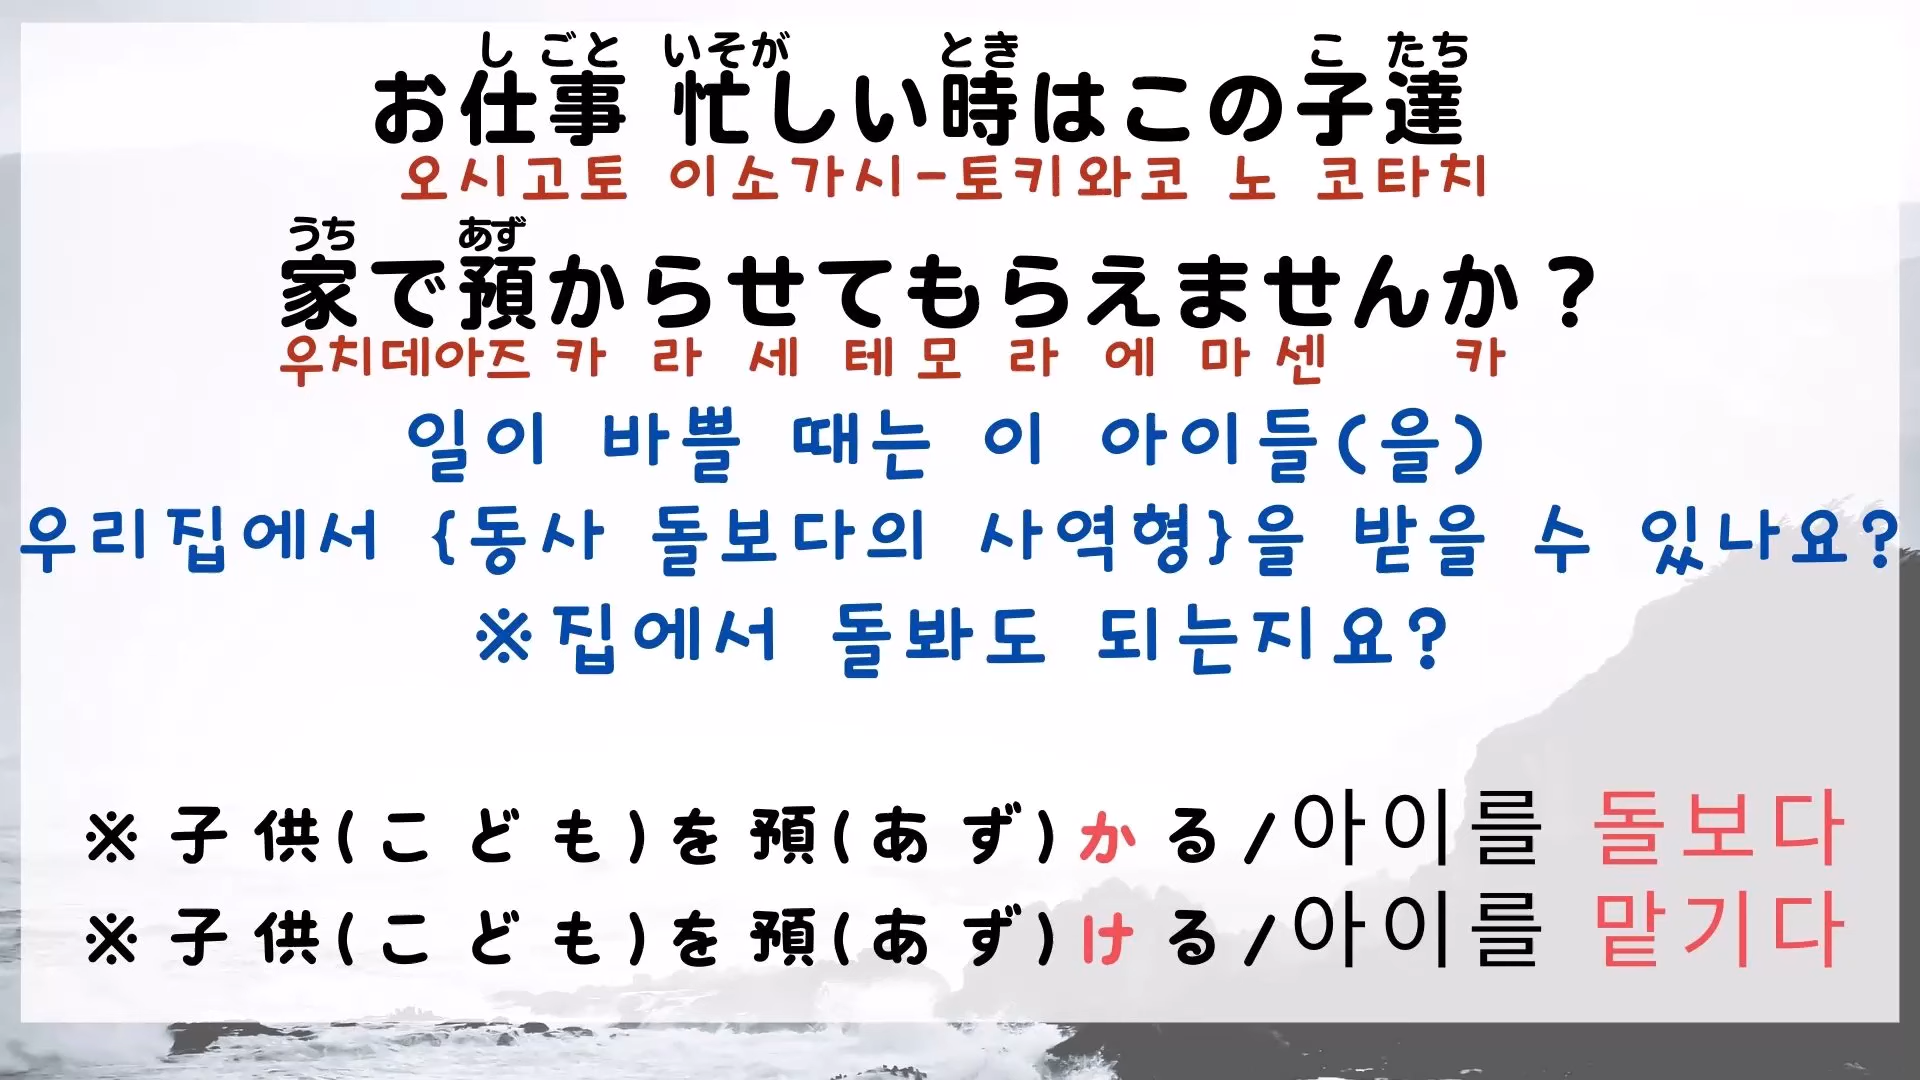 し ごと いそが とき こ たち
お仕事 忙しい時はこの子達
오시고토 이소가시-토키와코 노 코타치
うち あず
家で預からせてもらえませんか？
우치데아즈 카 라 세 테 모 라 에 마 센 카
일이 바쁠 때는 이 아이들(을)
우리집에서 {동사 돌보다의 사역형}을 받을 수 있나요?
※집에서 돌봐도 되는지요?
※子供(こども)を預(あず)かる/아이를 돌보다
※子供(こども)を預(あず)ける/아이를 맡기다